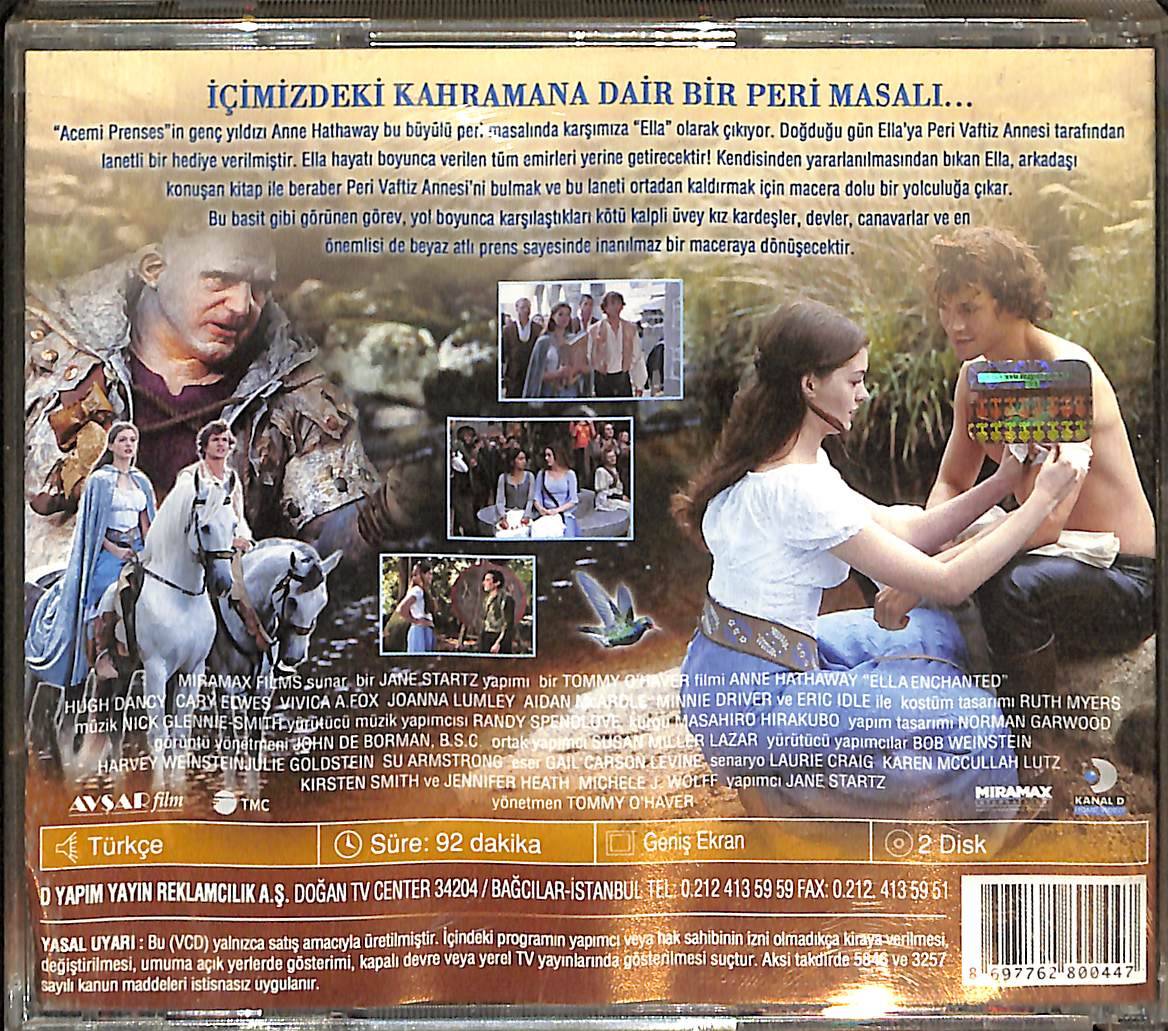 İÇİMİZDEKİ KAHRAMANA DAİR BİR PERİ MASALI...
"Acemi Prenses"in genç yıldızı Anne Hathaway bu büyülü peri masalında karşımıza "Ella" olarak çıkıyor. Doğduğu gün Ella'ya Peri Vaftiz Annesi tarafından
lanetli bir hediye verilmiştir. Ella hayatı boyunca verilen tüm emirleri yerine getirecektir! Kendisinden yararlanılmasından bıkan Ella, arkadaşı
konuşan kitap ile beraber Peri Vaftiz Annesi'ni bulmak ve bu laneti ortadan kaldırmak için macera dolu bir yolculuğa çıkar.
Bu basit gibi görünen görev, yol boyunca karşılaştıkları kötü kalpli üvey kız kardeşler, devler, canavarlar ve en
önemlisi de beyaz atlı prens sayesinde inanılmaz bir maceraya dönüşecektir.
MIRAMAX FILMS sunar bir JANE STARTZ yapımı bir TOMMY O'HAVER filmi ANNE HATHAWAY "ELLA ENCHANTED"
HUGH DANCY CARY ELWES VIVICA A.FOX JOANNA LUMLEY AIDAN MCARDLE MINNIE DRIVER ve ERIC IDLE ile kostüm tasarımı RUTH MYERS
müzik NICK GLENNIE-SMITH yürütücü müzik yapımcısı RANDY SPENDLOVE kurgu MASAHIRO HIRAKUBO yapım tasarımı NORMAN GARWOOD
görüntü yönetmeni JOHN DE BORMAN, B.S.C. ortak yapımcı SUSAN MILLER LAZAR yürütücü yapımcılar BOB WEINSTEIN
HARVEY WEINSTEIN JULIE GOLDSTEIN SU ARMSTRONG eser GAIL CARSON LEVINE, senaryo LAURIE CRAIG KAREN MCCULLAH LUTZ
KIRSTEN SMITH ve JENNIFER HEATH MICHELE J. WOLFF yapımcı JANE STARTZ
yönetmen TOMMY O'HAVER
AVŞAR film TMC
MIRAMAX
KANAL D
HOME VIDEO
Türkçe
Süre: 92 dakika
Geniş Ekran
2 Disk
D YAPIM YAYIN REKLAMCILIK A.Ş. DOĞAN TV CENTER 34204 / BAĞCILAR-İSTANBUL TEL: 0.212 413 59 59 FAX: 0.212. 413 59 51
YASAL UYARI : Bu (VCD) yalnızca satış amacıyla üretilmiştir. İçindeki programın yapımcı veya hak sahibinin izni olmadıkça kiraya verilmesi,
değiştirilmesi, umuma açık yerlerde gösterimi, kapalı devre veya yerel TV yayınlarında gösterilmesi suçtur. Aksi takdirde 5846 ve 3257
sayılı kanun maddeleri istisnasız uygulanır.
8 697762 800447